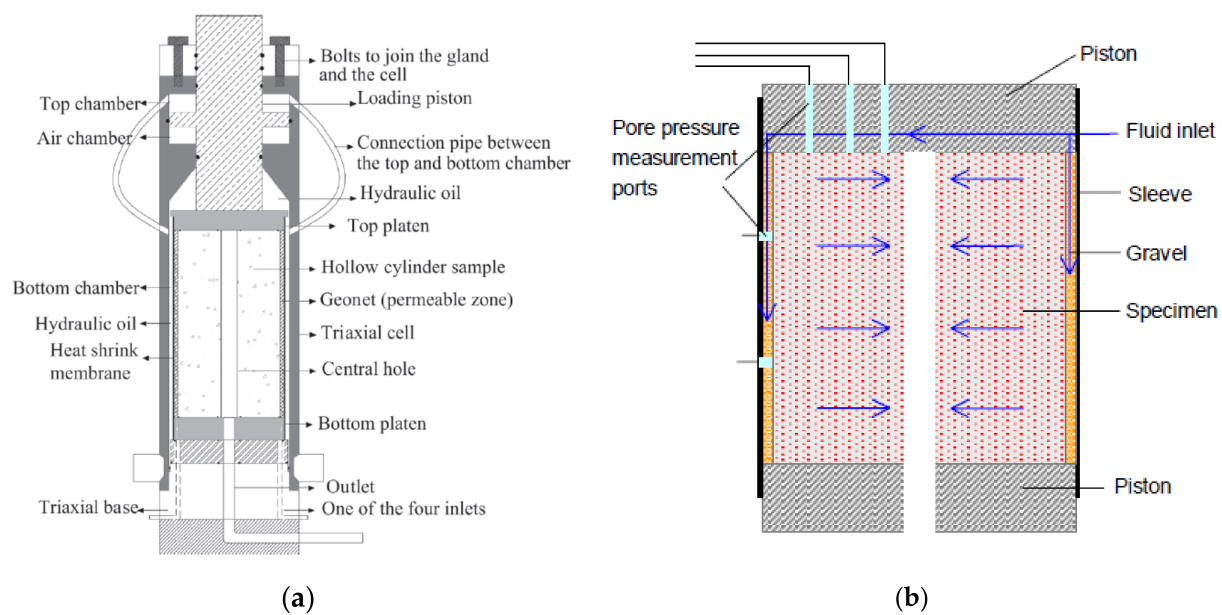 Bolts to join the gland
and the cell
Top chamber
Loading piston
Air chamber
Connection pipe between
the top and bottom chamber
Hydraulic oil
Top platen
Hollow cylinder sample
Bottom chamber
Geonet (permeable zone)
Hydraulic oil
Triaxial cell
Heat shrink
membrane
Central hole
Bottom platen
Outlet
Triaxial base
One of the four inlets
(a)
Piston
Pore pressure
measurement
ports
Fluid inlet
Sleeve
Gravel
Specimen
Piston
(b)